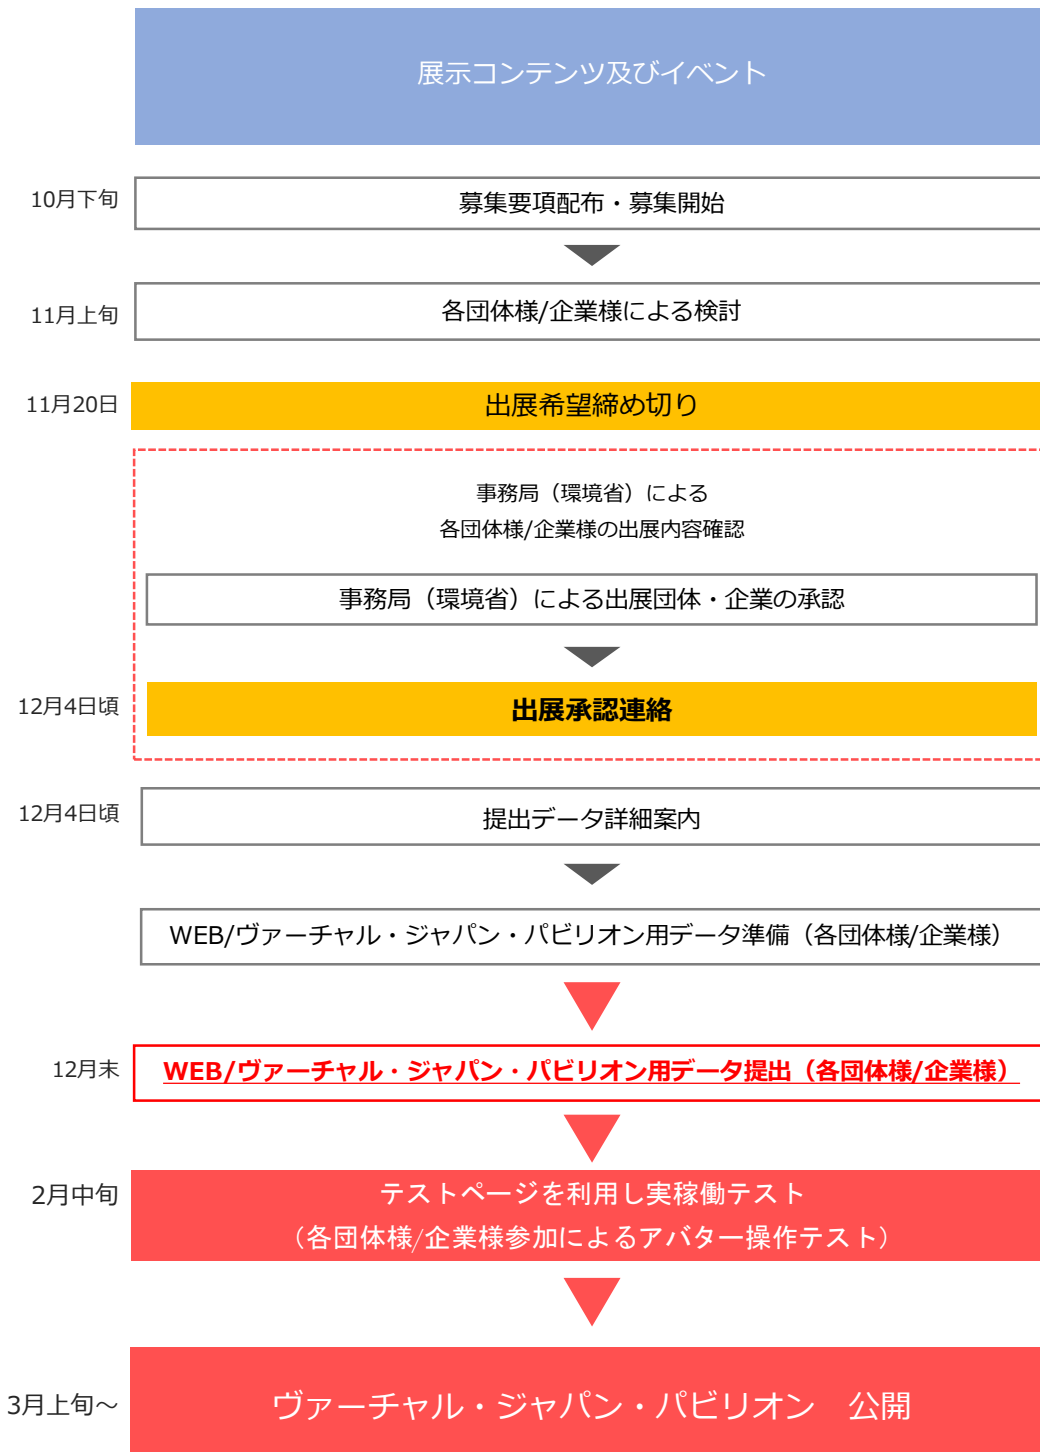 展示コンテンツ及びイベント
10月下旬
募集要項配布・募集開始
11月上旬
各団体様/企業様による検討
11月20日
出展希望締め切り
事務局（環境省）による
各団体様/企業様の出展内容確認
事務局（環境省）による出展団体・企業の承認
12月4日頃
出展承認連絡
12月4日頃
提出データ詳細案内
WEB/ヴァーチャル・ジャパン・パビリオン用データ準備（各団体様/企業様）
12月末
WEB/ヴァーチャル・ジャパン・パビリオン用データ提出（各団体様/企業様）
2月中旬
テストページを利用し実稼働テスト
（各団体様/企業様参加によるアバター操作テスト）
3月上旬～
ヴァーチャル・ジャパン・パビリオン　公開